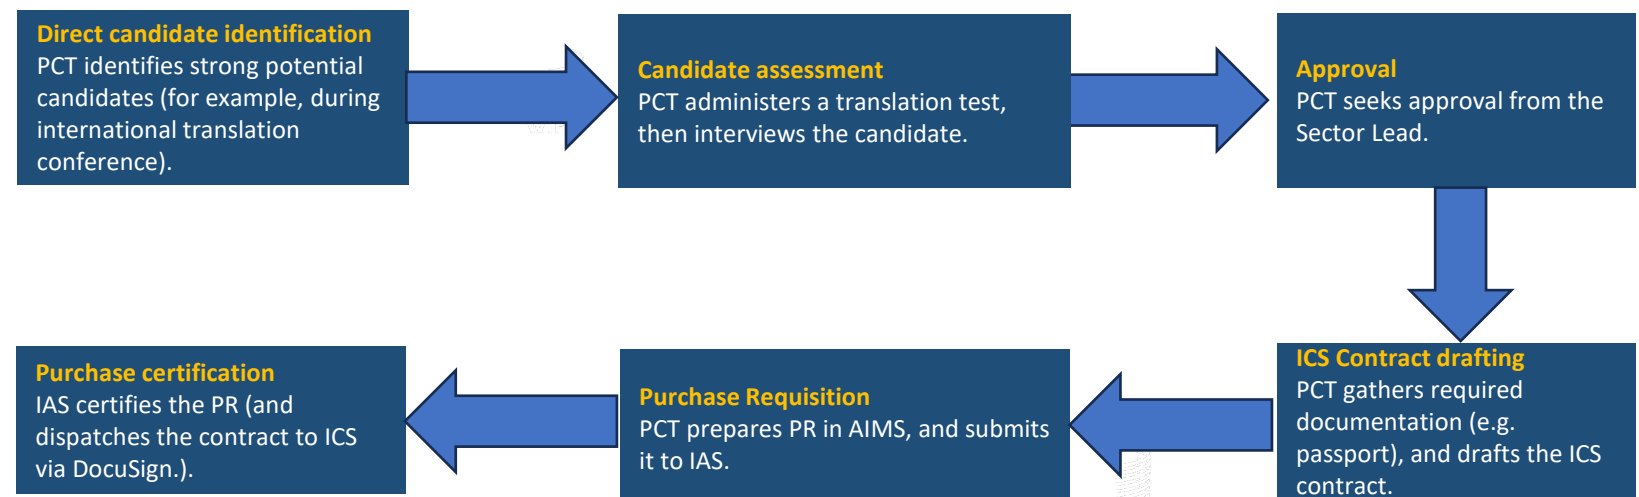 Direct candidate identification
PCT identifies strong potential
candidates (for example, during
international translation
conference).
Candidate assessment
PCT administers a translation test,
then interviews the candidate.
Approval
PCT seeks approval from the
Sector Lead.
ICS Contract drafting
PCT gathers required
documentation (e.g.
passport), and drafts the ICS
contract.
Purchase Requisition
PCT prepares PR in AIMS, and submits
it to IAS.
Purchase certification
IAS certifies the PR (and
dispatches the contract to ICS
via DocuSign.).